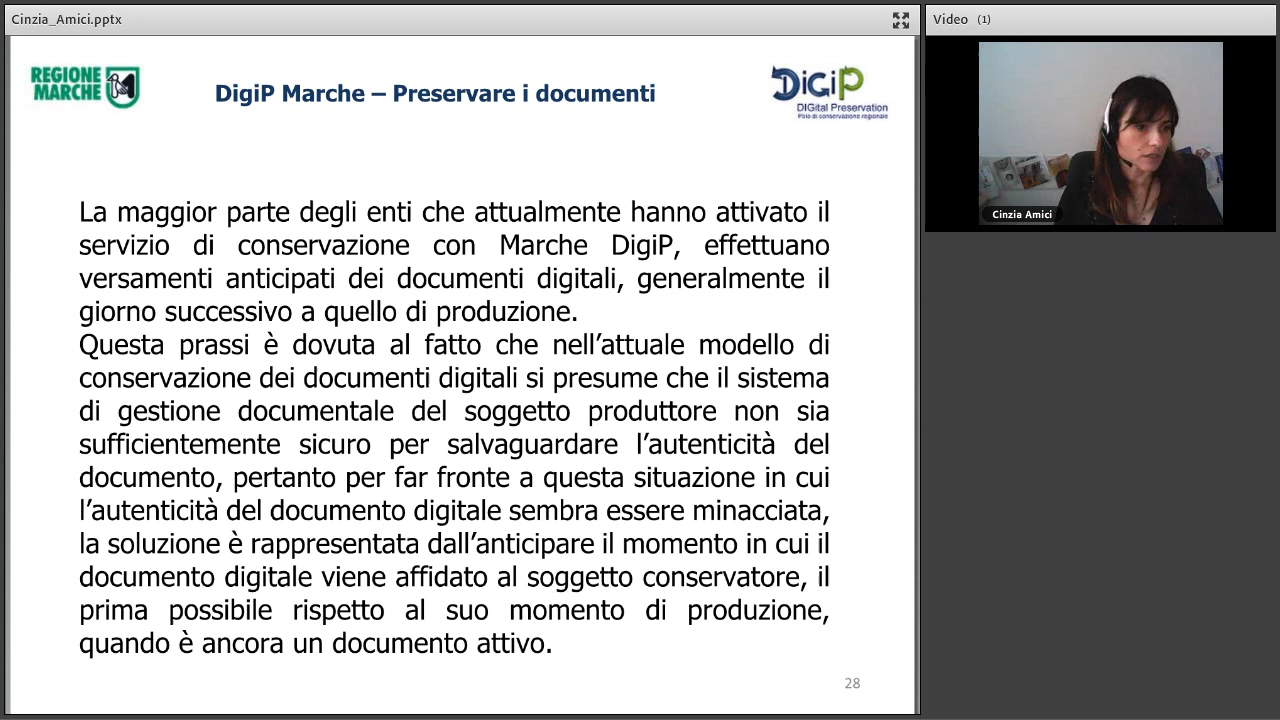 Cinzia_Amici.pptx
Video (1)
REGIONE
MARCHE
DigiP Marche – Preservare i documenti
DiGiP
DIGital Preservation
Polo di conservazione regionale
Cinzia Amici
La maggior parte degli enti che attualmente hanno attivato il
servizio di conservazione con Marche DigiP, effettuano
versamenti anticipati dei documenti digitali, generalmente il
giorno successivo a quello di produzione.
Questa prassi è dovuta al fatto che nell’attuale modello di
conservazione dei documenti digitali si presume che il sistema
di gestione documentale del soggetto produttore non sia
sufficientemente sicuro per salvaguardare l’autenticità del
documento, pertanto per far fronte a questa situazione in cui
l’autenticità del documento digitale sembra essere minacciata,
la soluzione è rappresentata dall’anticipare il momento in cui il
documento digitale viene affidato al soggetto conservatore, il
prima possibile rispetto al suo momento di produzione,
quando è ancora un documento attivo.
28